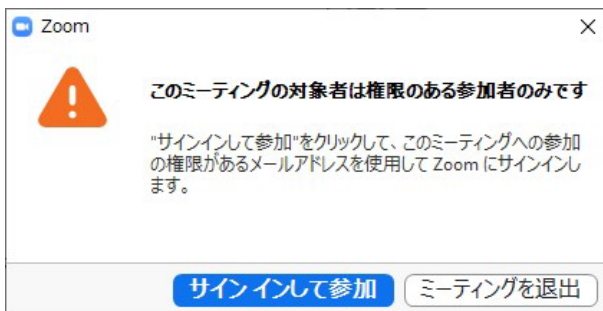 Zoom
このミーティングの対象者は権限のある参加者のみです
"サインインして参加"をクリックして、このミーティングへの参加
の権限があるメールアドレスを使用して Zoom にサインインし
ます。
サイン インして参加
ミーティングを退出